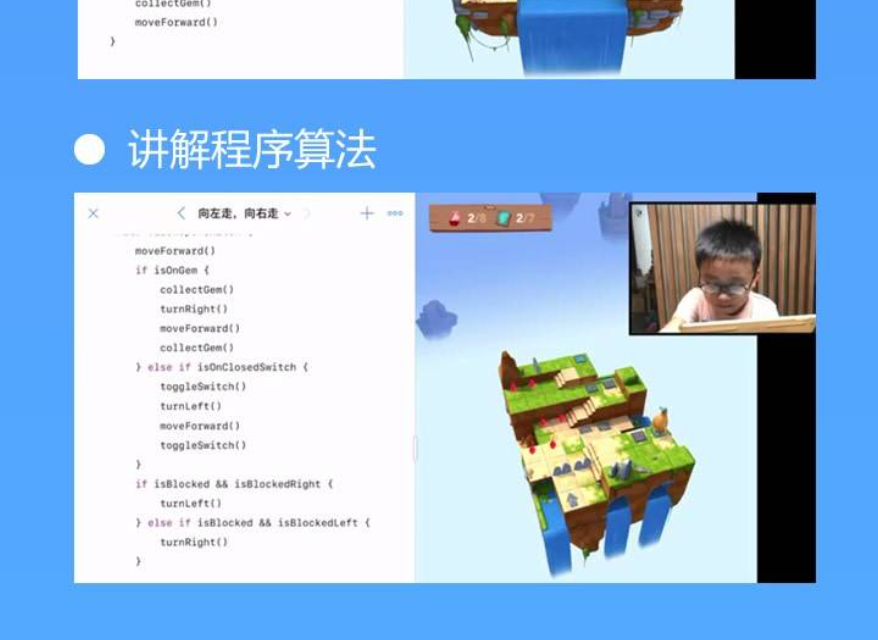 collectGem()
moveForward()
}
讲解程序算法
向左走，向右走
2/8 2/7
moveForward()
if isOnGem {
collectGem()
turnRight()
moveForward()
collectGem()
} else if isOnClosedSwitch {
toggleSwitch()
turnLeft()
moveForward()
toggleSwitch()
}
if isBlocked && isBlockedRight {
turnLeft()
} else if isBlocked && isBlockedLeft {
turnRight()
}